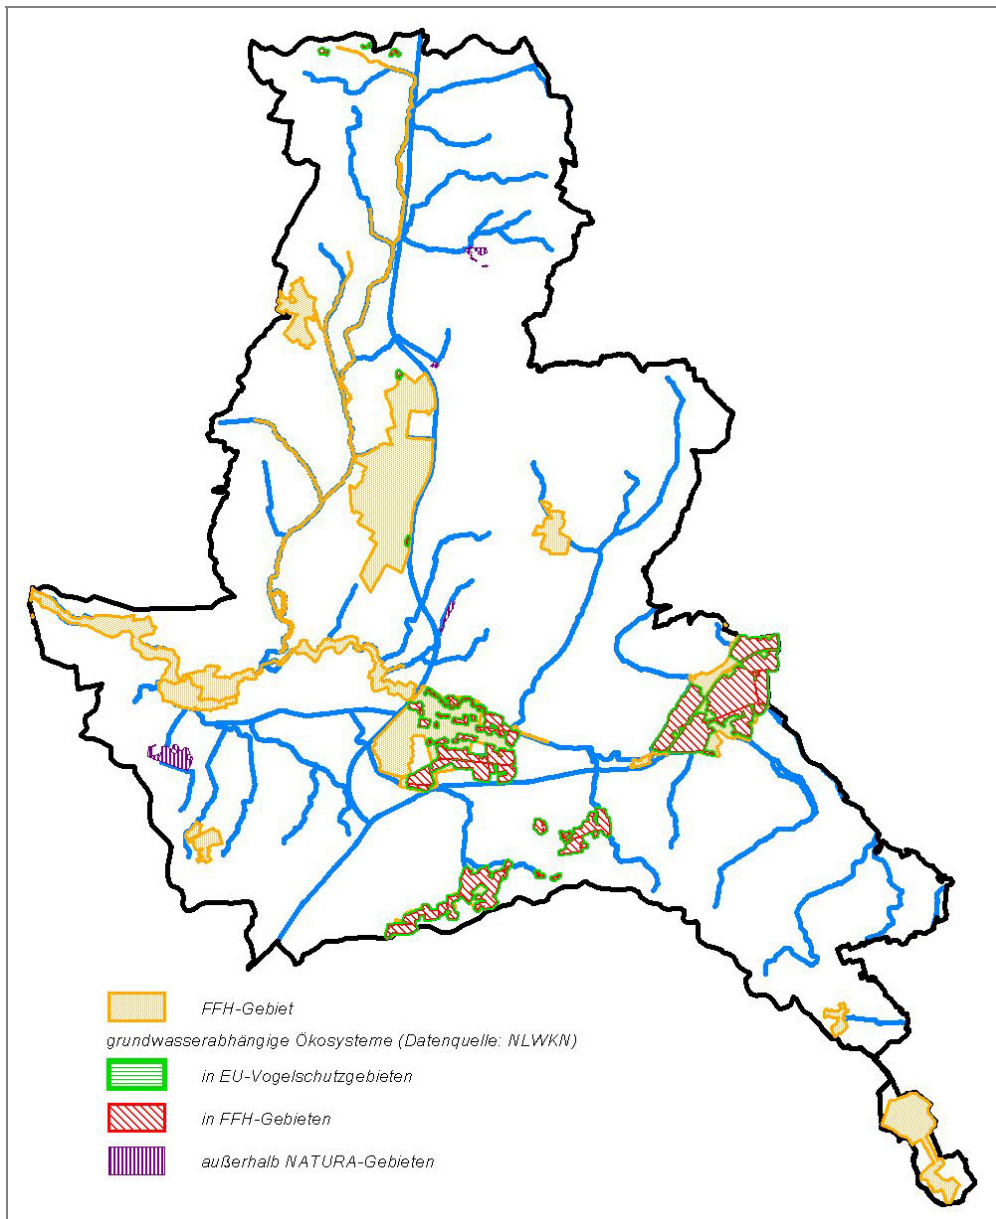 FFH-Gebiet
grundwasserabhängige Ökosysteme (Datenquelle: NLWKN)
in EU-Vogelschutzgebieten
in FFH-Gebieten
außerhalb NATURA-Gebieten